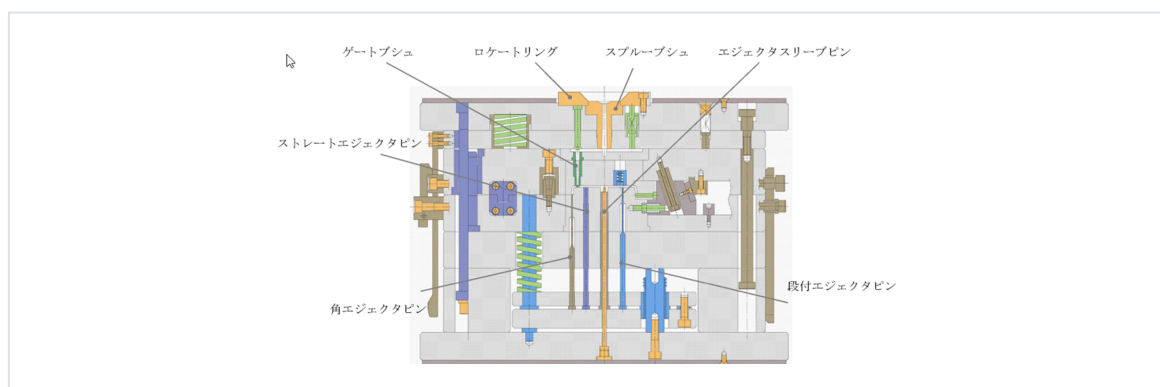 ゲートブシュ
ロケートリング
スプルーブシュ
エジェクタスリーブピン
ストレートエジェクタピン
段付エジェクタピン
角エジェクタピン